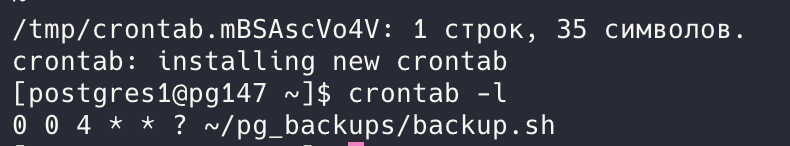 /tmp/crontab.mBSAscVo4V: 1 строк, 35 символов.
crontab: installing new crontab
[postgres1@pg147 ~]$ crontab -l
0 0 4 * * ? ~/pg_backups/backup.sh